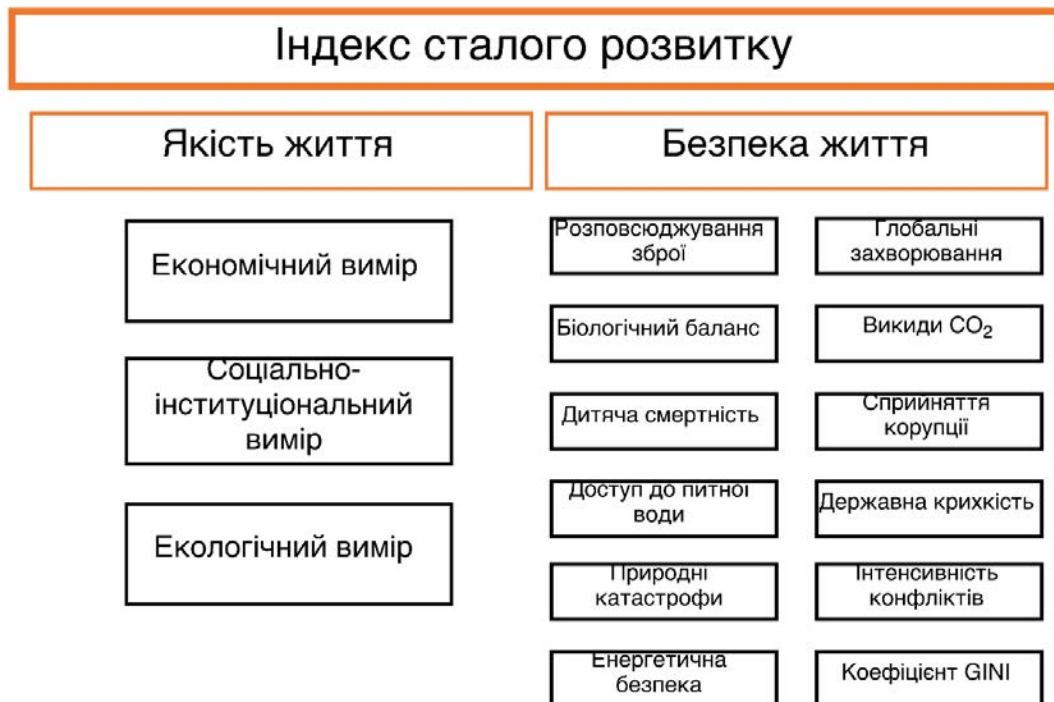 Індекс сталого розвитку
Якість життя
Безпека життя
Економічний вимір
Соціально-
інституціональний
вимір
Екологічний вимір
Розповсюджування
зброї
Глобальні
захворювання
Біологічний баланс
Викиди CO₂
Дитяча смертність
Сприйняття
корупції
Доступ до питної
води
Державна крихкість
Природні
катастрофи
Інтенсивність
конфліктів
Енергетична
безпека
Коефіцієнт GINI